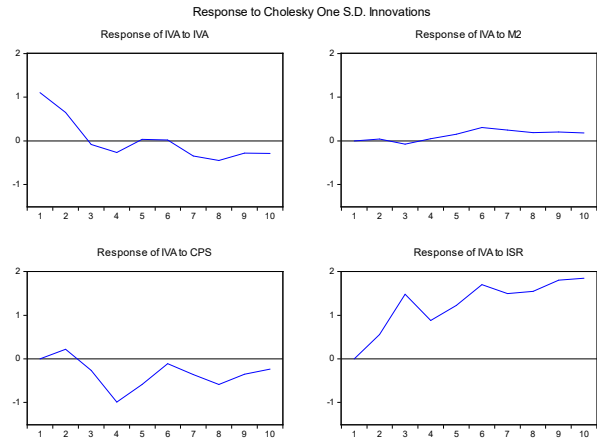 Response to Cholesky One S.D. Innovations
Response of IVA to IVA
2
1
0
-1
1 2 3 4 5 6 7 8 9 10
Response of IVA to M2
2
1
0
-1
1 2 3 4 5 6 7 8 9 10
Response of IVA to CPS
2
1
0
-1
1 2 3 4 5 6 7 8 9 10
Response of IVA to ISR
2
1
0
-1
1 2 3 4 5 6 7 8 9 10